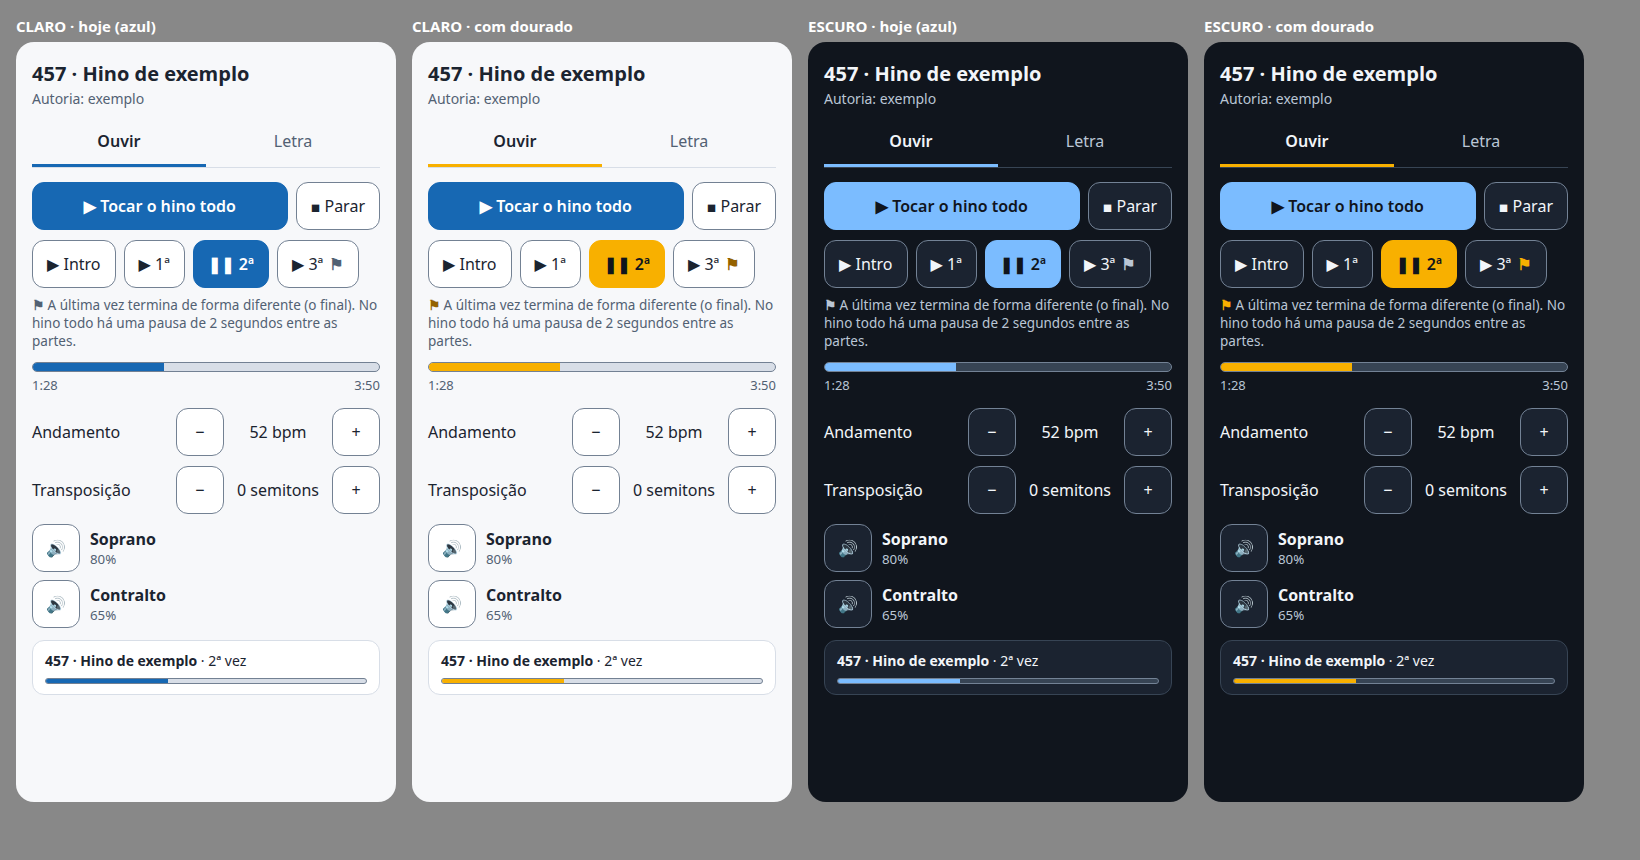 CLARO · hoje (azul)
457 · Hino de exemplo
Autoria: exemplo
Ouvir Letra
▶ Tocar o hino todo ■ Parar
▶ Intro ▶ 1ª ❚❚ 2ª ▶ 3ª ⚑
⚑ A última vez termina de forma diferente (o final). No
hino todo há uma pausa de 2 segundos entre as
partes.
1:28 3:50
Andamento − 52 bpm +
Transposição − 0 semitons +
🔊 Soprano
80%
🔊 Contralto
65%
457 · Hino de exemplo · 2ª vez
CLARO · com dourado
457 · Hino de exemplo
Autoria: exemplo
Ouvir Letra
▶ Tocar o hino todo ■ Parar
▶ Intro ▶ 1ª ❚❚ 2ª ▶ 3ª ⚑
⚑ A última vez termina de forma diferente (o final). No
hino todo há uma pausa de 2 segundos entre as
partes.
1:28 3:50
Andamento − 52 bpm +
Transposição − 0 semitons +
🔊 Soprano
80%
🔊 Contralto
65%
457 · Hino de exemplo · 2ª vez
ESCURO · hoje (azul)
457 · Hino de exemplo
Autoria: exemplo
Ouvir Letra
▶ Tocar o hino todo ■ Parar
▶ Intro ▶ 1ª ❚❚ 2ª ▶ 3ª ⚑
⚑ A última vez termina de forma diferente (o final). No
hino todo há uma pausa de 2 segundos entre as
partes.
1:28 3:50
Andamento − 52 bpm +
Transposição − 0 semitons +
🔊 Soprano
80%
🔊 Contralto
65%
457 · Hino de exemplo · 2ª vez
ESCURO · com dourado
457 · Hino de exemplo
Autoria: exemplo
Ouvir Letra
▶ Tocar o hino todo ■ Parar
▶ Intro ▶ 1ª ❚❚ 2ª ▶ 3ª ⚑
⚑ A última vez termina de forma diferente (o final). No
hino todo há uma pausa de 2 segundos entre as
partes.
1:28 3:50
Andamento − 52 bpm +
Transposição − 0 semitons +
🔊 Soprano
80%
🔊 Contralto
65%
457 · Hino de exemplo · 2ª vez